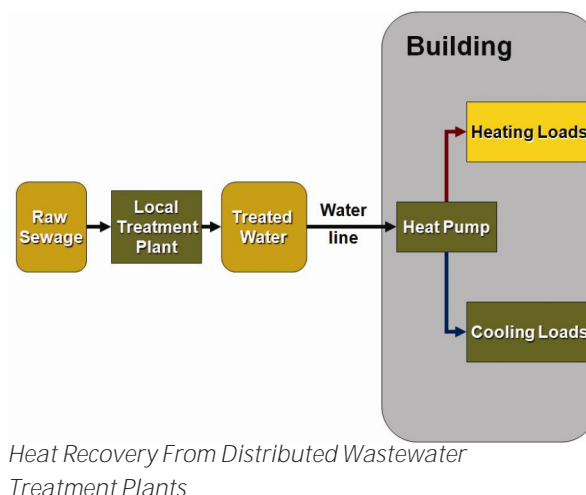 Building
Heating Loads
Raw
Sewage
Local
Treatment
Plant
Treated
Water
Water
line
Heat Pump
Cooling Loads
Heat Recovery From Distributed Wastewater
Treatment Plants